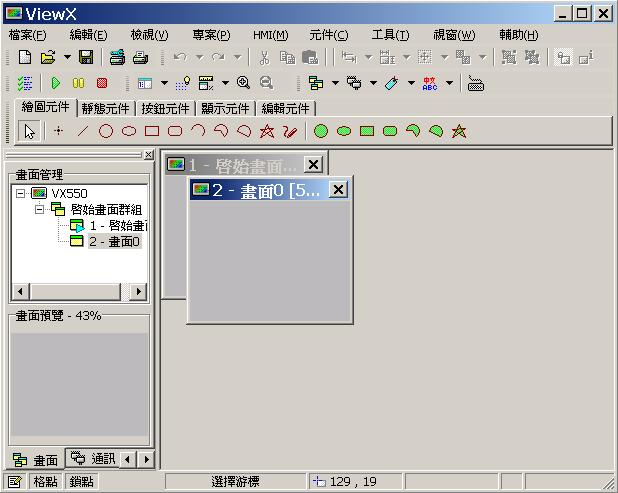 ViewX
檔案(F) 編輯(E) 檢視(V) 專案(P) HMI(M) 元件(C) 工具(T) 視窗(W) 輔助(H)
中文
ABC
繪圖元件 靜態元件 按鈕元件 顯示元件 編輯元件
畫面管理
VX550
啓始畫面群組
1 - 啓始畫面
2 - 畫面0
1 - 啓始畫面...
2 - 畫面0 [5...
畫面預覽 - 43%
畫面 通訊
格點 鎖點 選擇游標 129 , 19